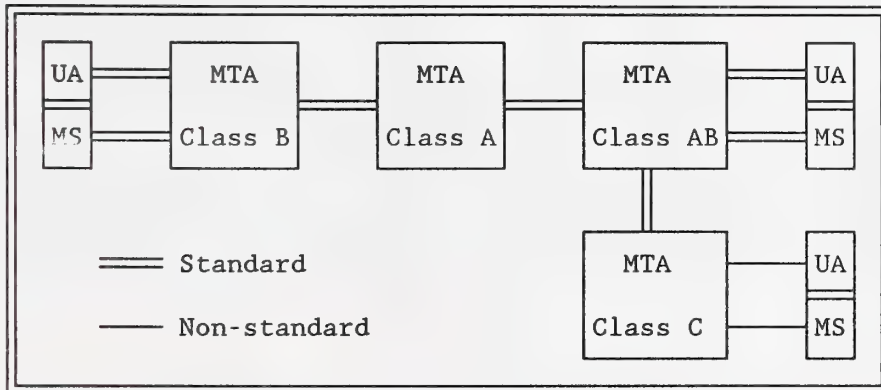 UA MTA MTA MTA UA
MS Class B Class A Class AB MS
Standard MTA UA
Non-standard Class C MS